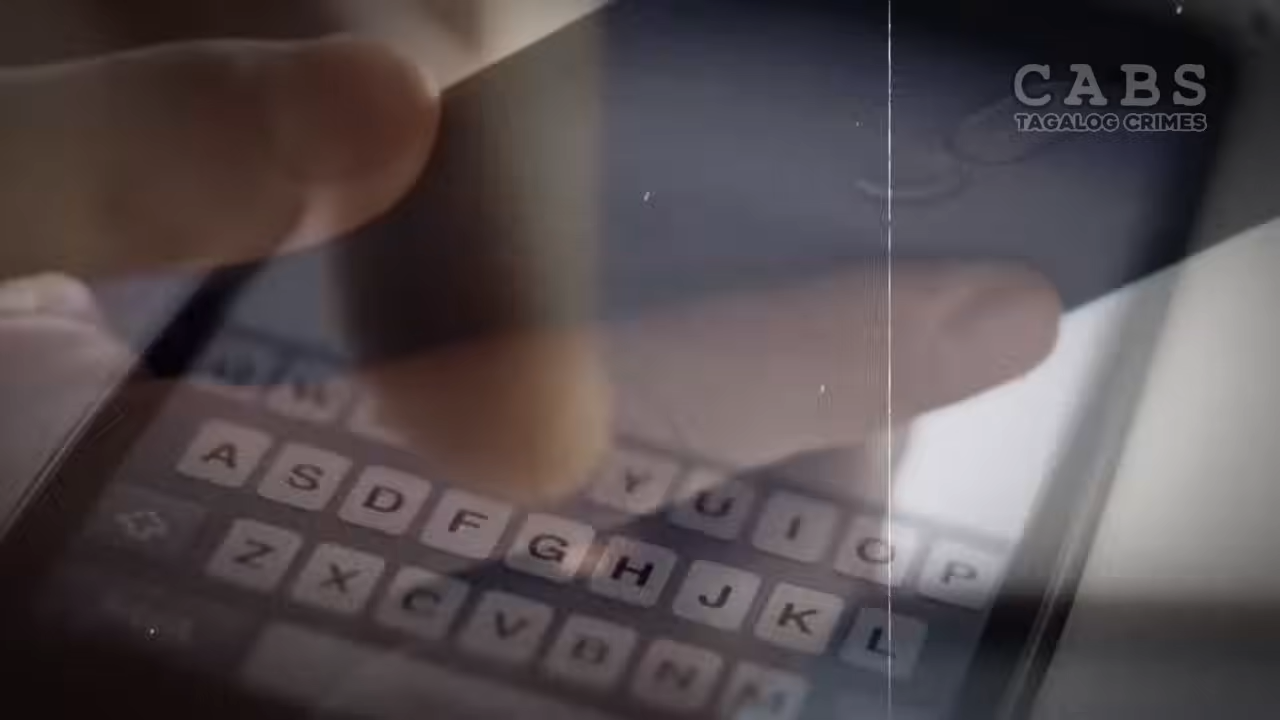 CABS
TAGALOG CRIMES
Y U I O P
A S D F G H J K L
Z X C V B N M